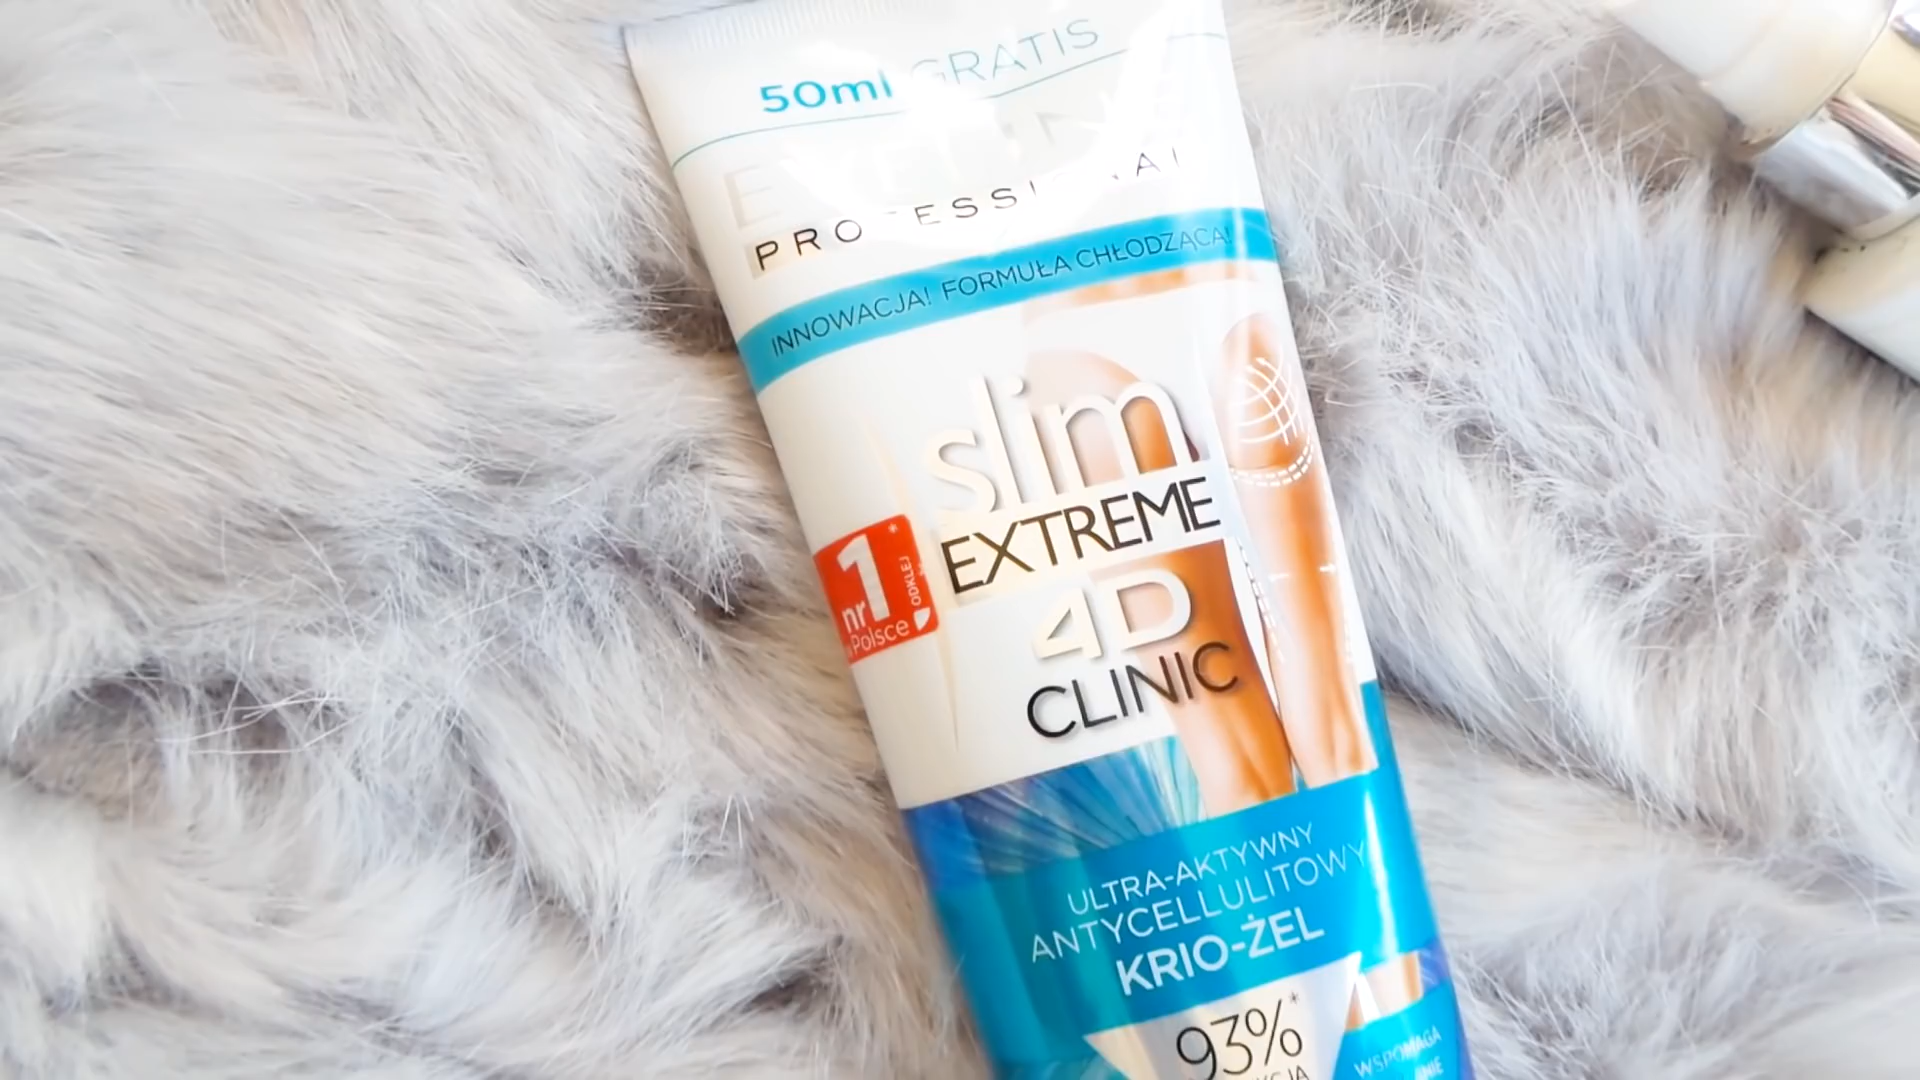 50ml GRATIS
PROFESSIONAL
INNOWACJA! FORMUŁA CHŁODZĄCA!
slim
EXTREME
4D
CLINIC
nr 1*
Polsce
ODKLEJ
ULTRA-AKTYWNY
ANTYCELLULITOWY
KRIO-ŻEL
93%*
WSPOMAGA